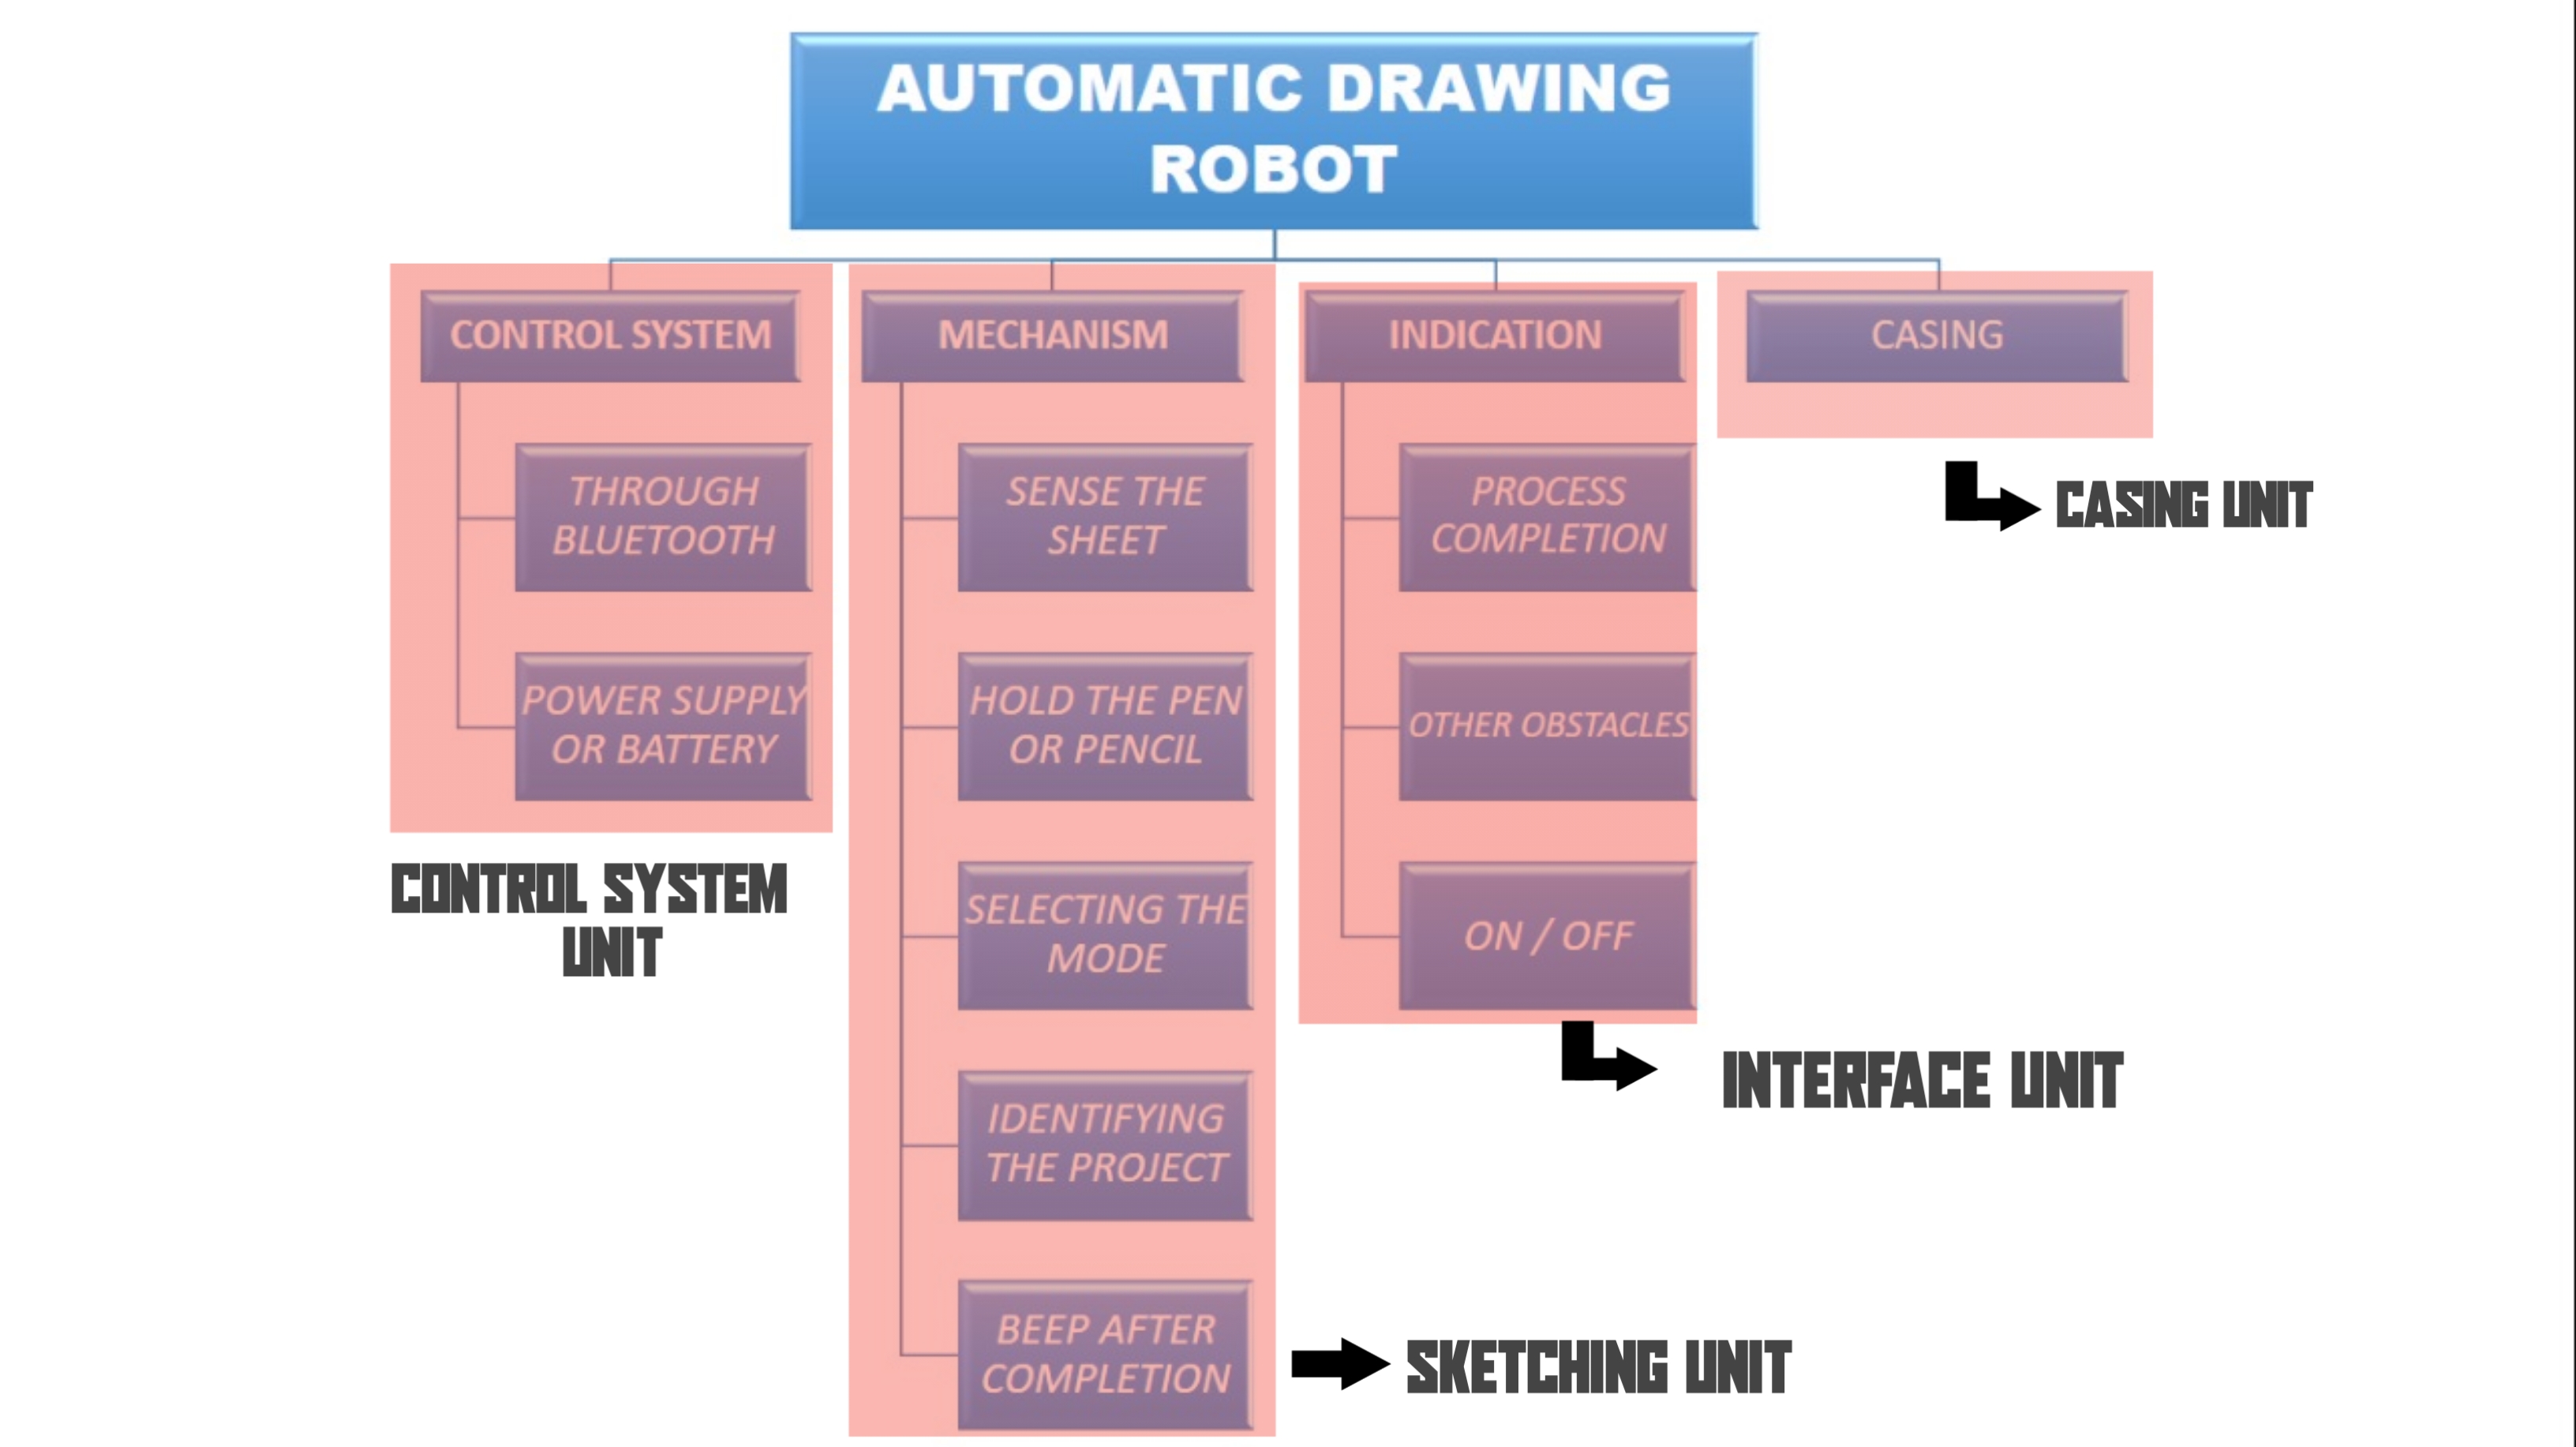 AUTOMATIC DRAWING
ROBOT
CONTROL SYSTEM
THROUGH
BLUETOOTH
POWER SUPPLY
OR BATTERY
CONTROL SYSTEM
UNIT
MECHANISM
SENSE THE
SHEET
HOLD THE PEN
OR PENCIL
SELECTING THE
MODE
IDENTIFYING
THE PROJECT
BEEP AFTER
COMPLETION
SKETCHING UNIT
INDICATION
PROCESS
COMPLETION
OTHER OBSTACLES
ON / OFF
INTERFACE UNIT
CASING
CASING UNIT